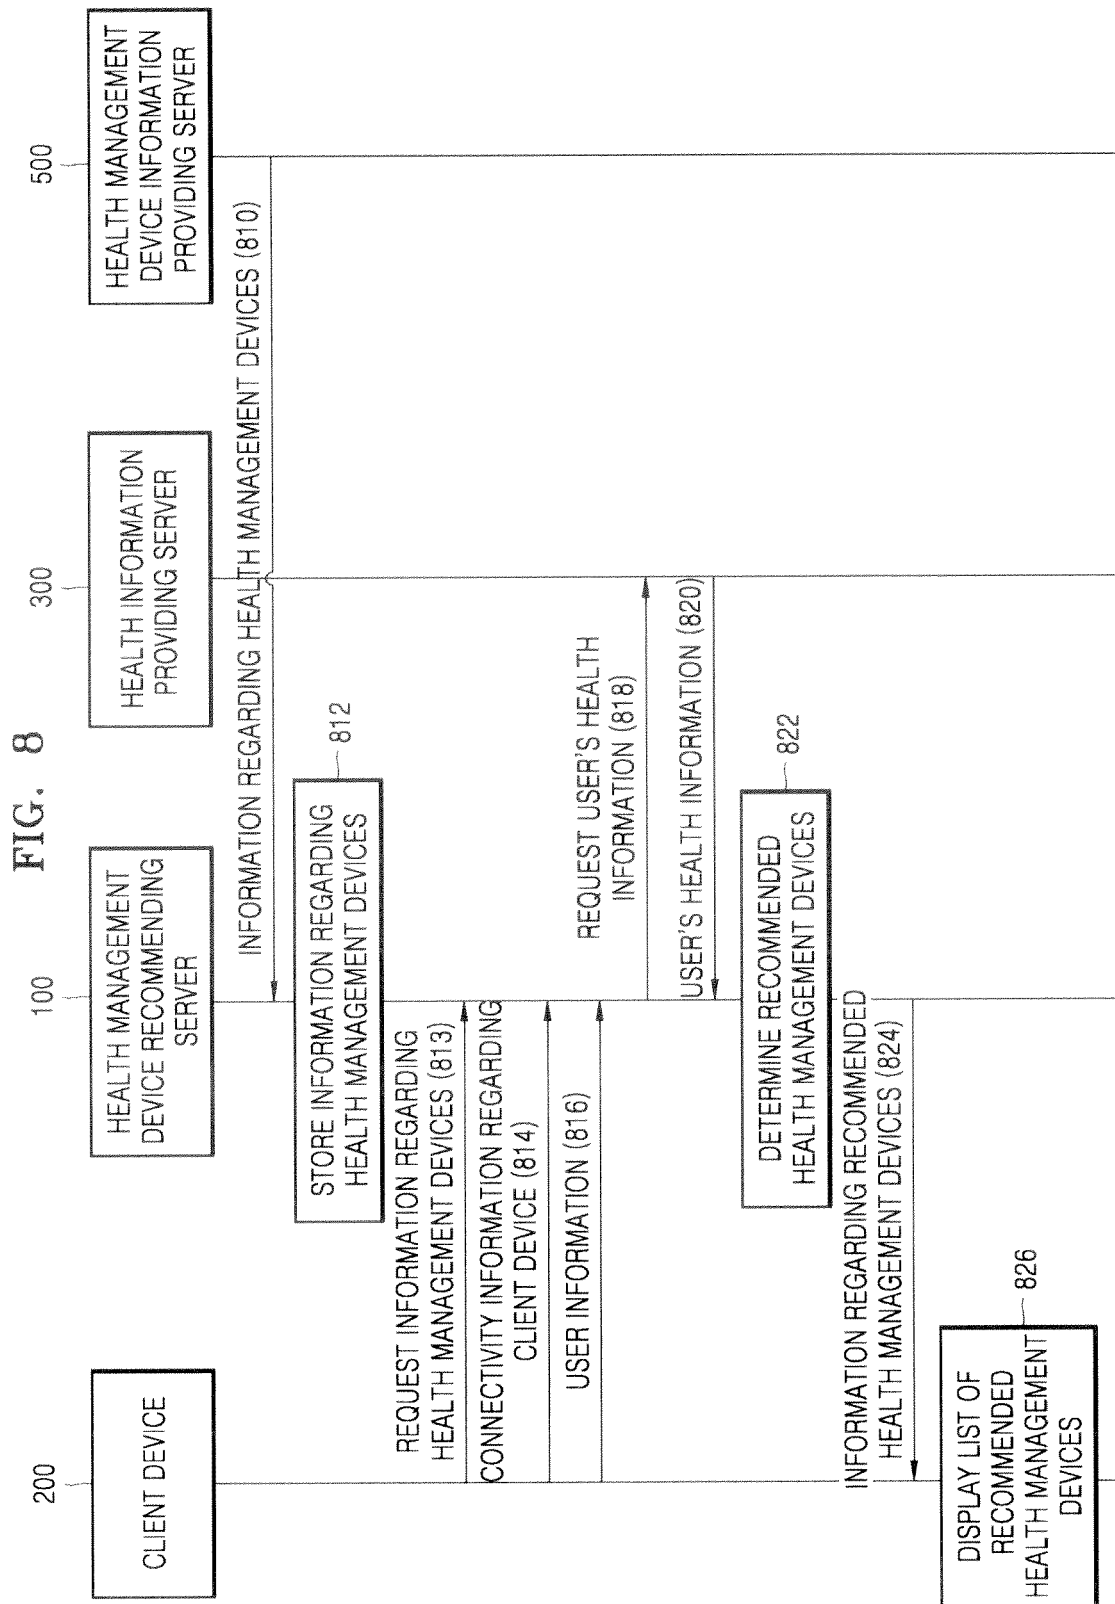 FIG. 8
200
100
300
500
CLIENT DEVICE
HEALTH MANAGEMENT
DEVICE RECOMMENDING
SERVER
HEALTH INFORMATION
PROVIDING SERVER
HEALTH MANAGEMENT
DEVICE INFORMATION
PROVIDING SERVER
INFORMATION REGARDING HEALTH MANAGEMENT DEVICES (810)
STORE INFORMATION REGARDING
HEALTH MANAGEMENT DEVICES
812
REQUEST INFORMATION REGARDING
HEALTH MANAGEMENT DEVICES (813)
CONNECTIVITY INFORMATION REGARDING
CLIENT DEVICE (814)
USER INFORMATION (816)
REQUEST USER'S HEALTH
INFORMATION (818)
USER'S HEALTH INFORMATION (820)
DETERMINE RECOMMENDED
HEALTH MANAGEMENT DEVICES
822
INFORMATION REGARDING RECOMMENDED
HEALTH MANAGEMENT DEVICES (824)
DISPLAY LIST OF
RECOMMENDED
HEALTH MANAGEMENT
DEVICES
826